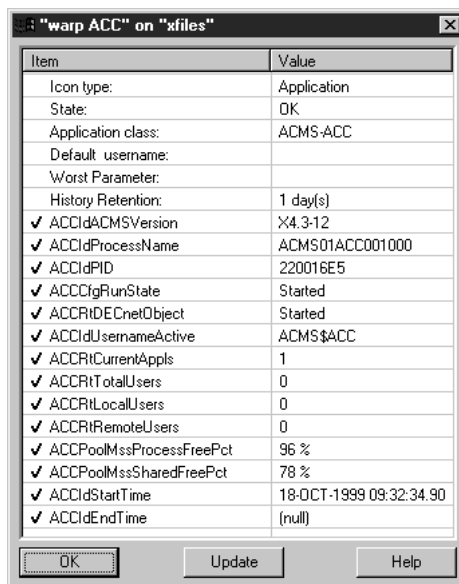 "warp ACC" on "xfiles"
Item Value
Icon type: Application
State: OK
Application class: ACMS-ACC
Default username:
Worst Parameter:
History Retention: 1 day(s)
✓ ACCIdACMSVersion X4.3-12
✓ ACCIdProcessName ACMS01ACC001000
✓ ACCIdPID 220016E5
✓ ACCCfgRunState Started
✓ ACCRtDECnetObject Started
✓ ACCIdUsernameActive ACMS$ACC
✓ ACCRtCurrentAppls 1
✓ ACCRtTotalUsers 0
✓ ACCRtLocalUsers 0
✓ ACCRtRemoteUsers 0
✓ ACCPoolMssProcessFreePct 96 %
✓ ACCPoolMssSharedFreePct 78 %
✓ ACCIdStartTime 18-OCT-1999 09:32:34.90
✓ ACCIdEndTime (null)
OK Update Help